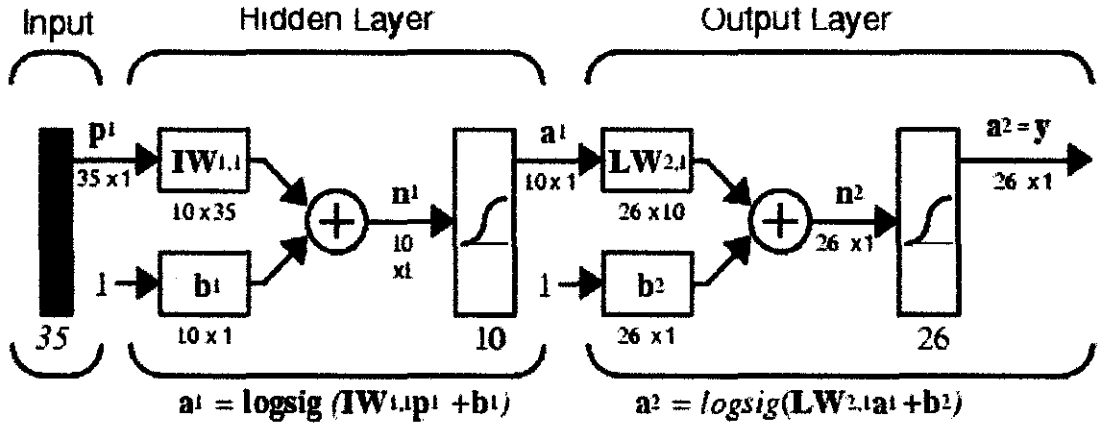 Input Hidden Layer Output Layer
p¹ IW₁,₁ a¹ LW₂,₁ a² = y
35 x 1 10 x 35 n¹ 10 x 1 26 x 10 n² 26 x 1
10 x1 26 x 1
1 b¹ 1 b²
35 10 x 1 10 26 x 1 26
a¹ = logsig (IW₁,₁p¹ +b¹) a² = logsig(LW₂,₁a¹+b²)